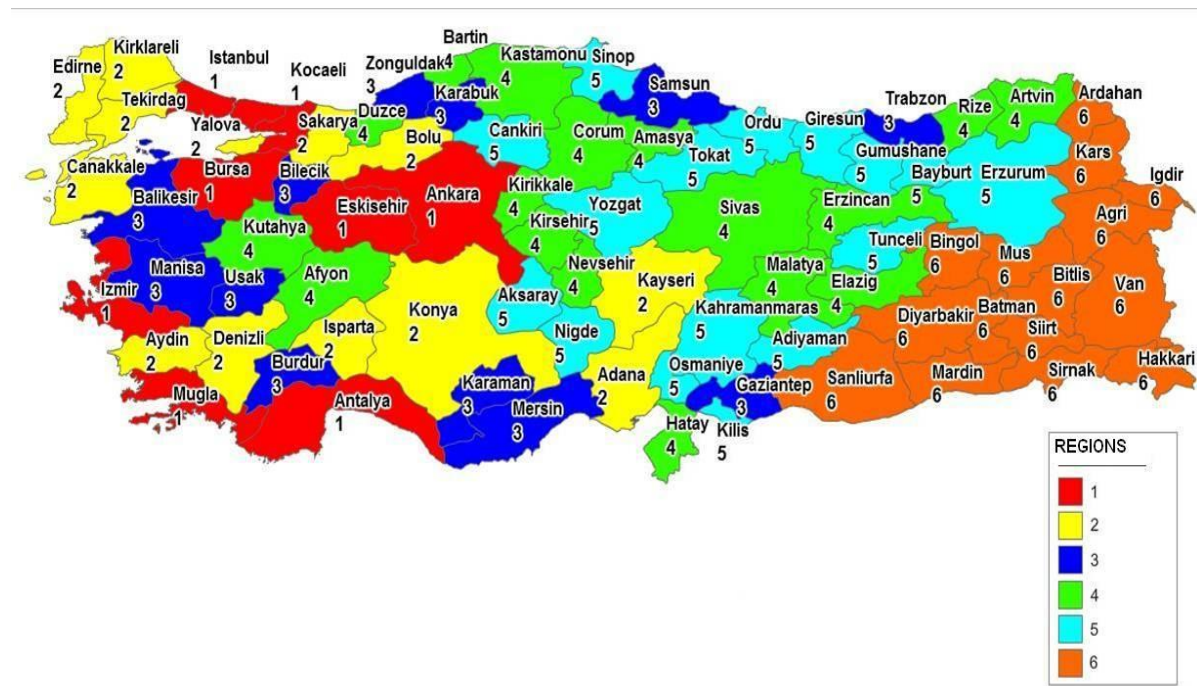 Edirne
2
Kirklareli
2
Tekirdag
2
Istanbul
1
Kocaeli
1
Yalova
2
Sakarya
2
Duzce
4
Zonguldak
3
Bartin
4
Karabuk
3
Kastamonu
4
Sinop
5
Samsun
3
Bolu
2
Cankiri
5
Corum
4
Amasya
4
Tokat
5
Ordu
5
Giresun
5
Trabzon
3
Rize
4
Artvin
4
Ardahan
6
Kars
6
Igdir
6
Gumushane
5
Bayburt
5
Erzurum
5
Canakkale
2
Balikesir
3
Bursa
1
Bilecik
3
Eskisehir
1
Ankara
1
Kirikkale
4
Kirsehir
4
Yozgat
5
Sivas
4
Erzincan
4
Tunceli
5
Bingol
6
Mus
6
Agri
6
Bitlis
6
Van
6
Kutahya
4
Manisa
3
Usak
3
Afyon
4
Izmir
1
Aydin
2
Denizli
2
Isparta
2
Burdur
3
Mugla
1
Antalya
1
Konya
2
Aksaray
5
Nevsehir
4
Nigde
5
Kayseri
2
Malatya
4
Elazig
4
Kahramanmaras
5
Adiyaman
5
Diyarbakir
6
Batman
6
Siirt
6
Sirnak
6
Hakkari
6
Mardin
6
Sanliurfa
6
Gaziantep
3
Kilis
5
Osmaniye
5
Hatay
4
Adana
2
Karaman
3
Mersin
3
REGIONS
1
2
3
4
5
6